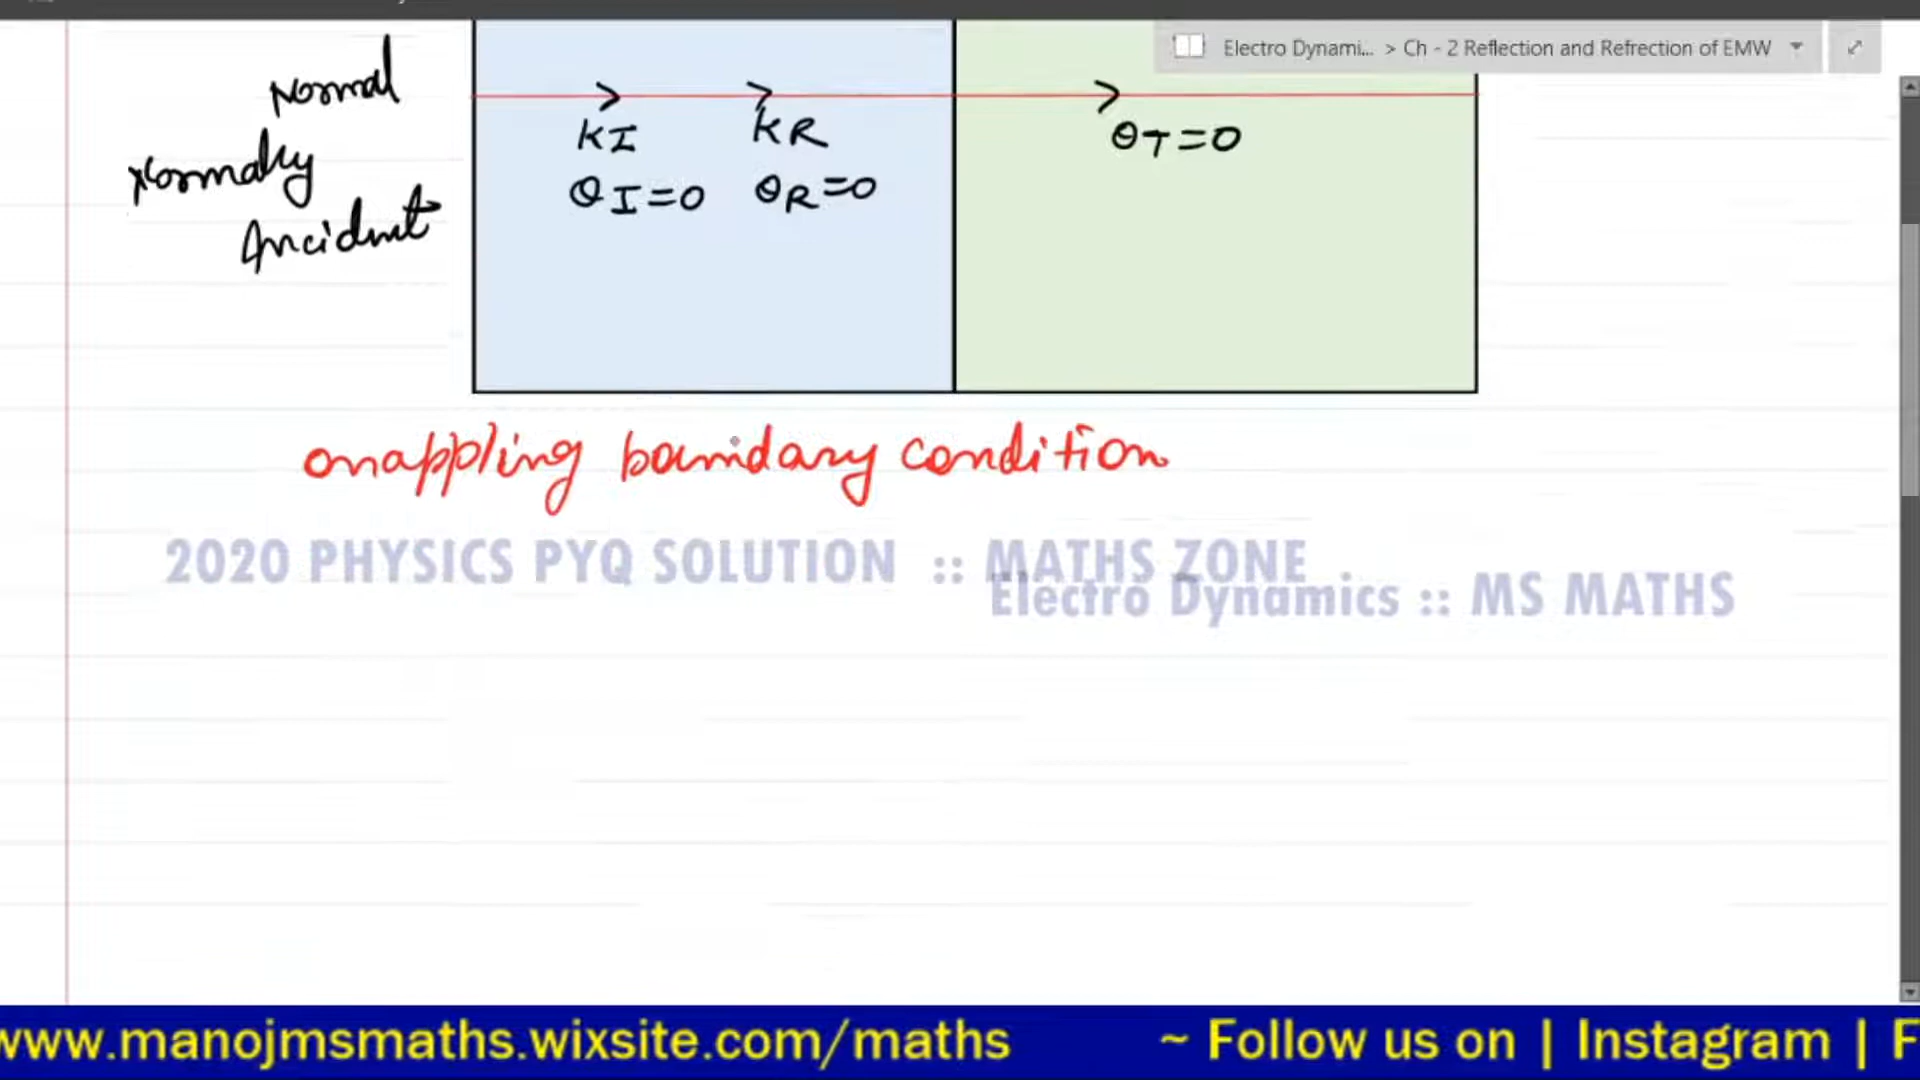 Electro Dynami... > Ch - 2 Reflection and Refrection of EMW
Normal
Normally
Incident
kI
kR
θT=0
θI=0
θR=0
onappling boundary condition
2020 PHYSICS PYQ SOLUTION :: MATHS ZONE
Electro Dynamics :: MS MATHS
www.manojmsmaths.wixsite.com/maths ~ Follow us on | Instagram | F